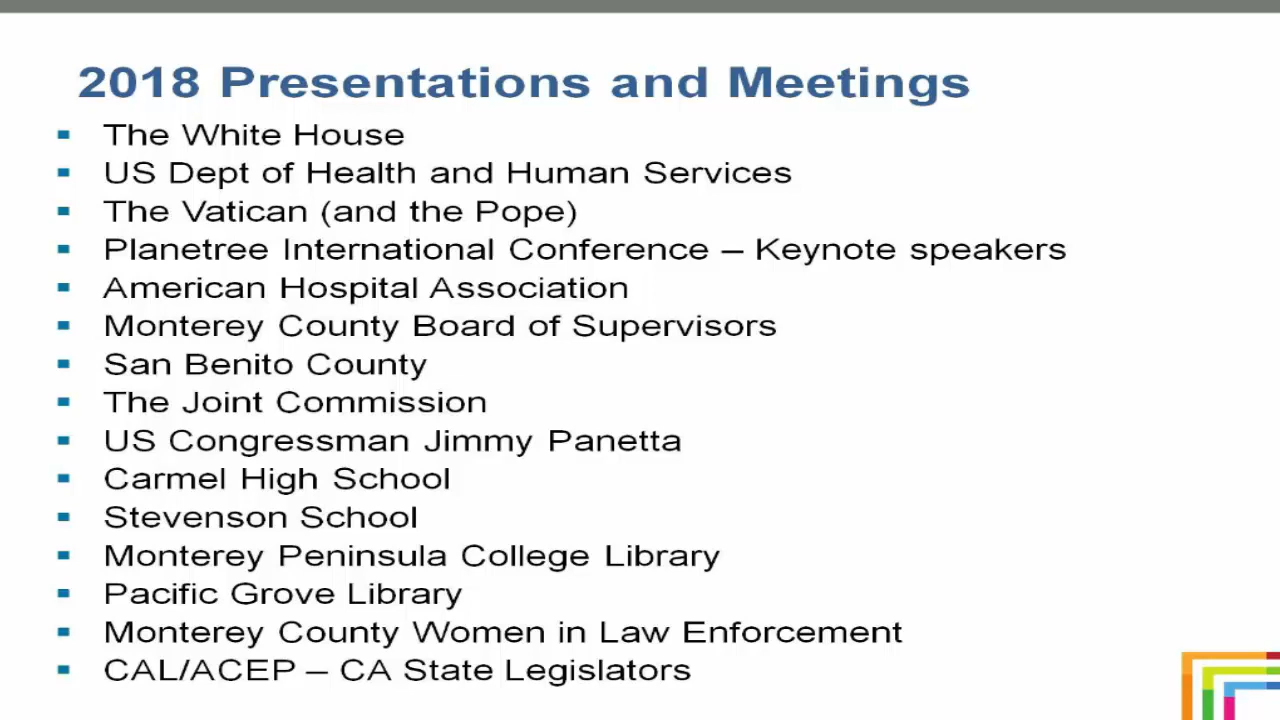 2018 Presentations and Meetings
The White House
US Dept of Health and Human Services
The Vatican (and the Pope)
Planetree International Conference – Keynote speakers
American Hospital Association
Monterey County Board of Supervisors
San Benito County
The Joint Commission
US Congressman Jimmy Panetta
Carmel High School
Stevenson School
Monterey Peninsula College Library
Pacific Grove Library
Monterey County Women in Law Enforcement
CAL/ACEP – CA State Legislators